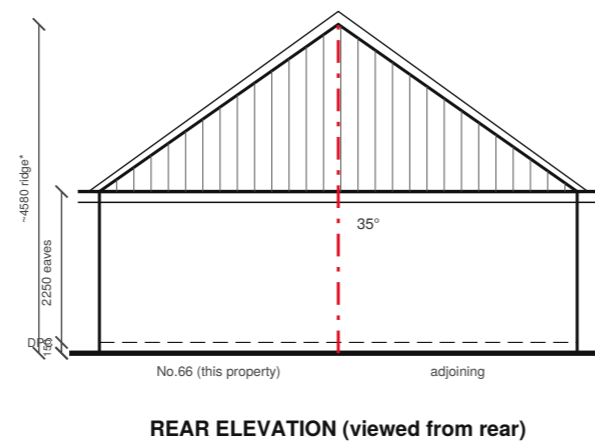 ~4580 ridge*
2250 eaves
150
DPC
35°
No.66 (this property)
adjoining
REAR ELEVATION (viewed from rear)